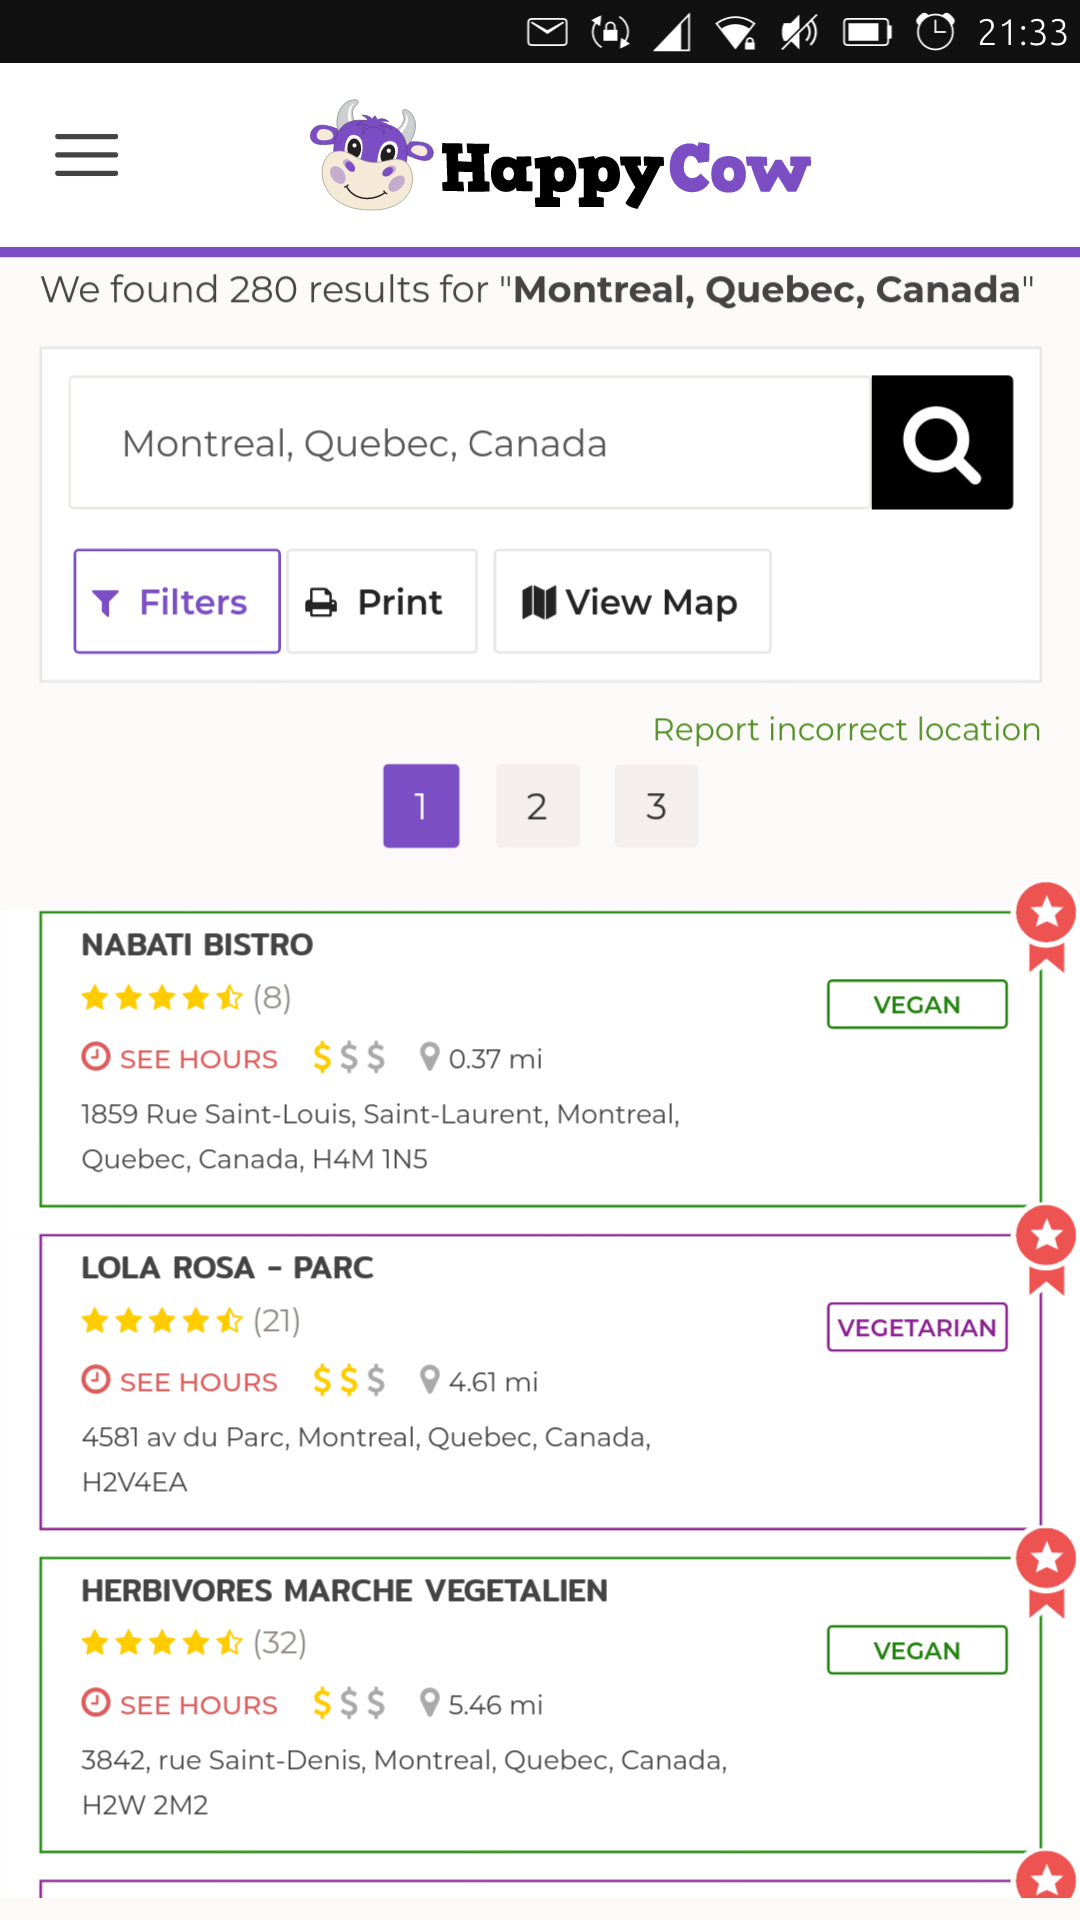 21:33
HappyCow
We found 280 results for "Montreal, Quebec, Canada"
Montreal, Quebec, Canada
Filters Print View Map
Report incorrect location
1 2 3
NABATI BISTRO
(8)
VEGAN
SEE HOURS $$$ 0.37 mi
1859 Rue Saint-Louis, Saint-Laurent, Montreal,
Quebec, Canada, H4M 1N5
LOLA ROSA - PARC
(21)
VEGETARIAN
SEE HOURS $$$ 4.61 mi
4581 av du Parc, Montreal, Quebec, Canada,
H2V4EA
HERBIVORES MARCHE VEGETALIEN
(32)
VEGAN
SEE HOURS $$$ 5.46 mi
3842, rue Saint-Denis, Montreal, Quebec, Canada,
H2W 2M2